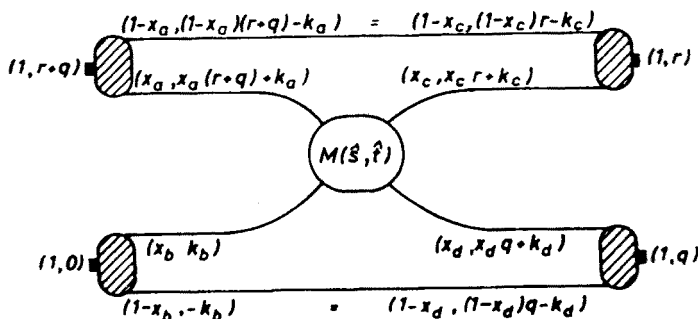 (1-x_a,(1-x_a)(r+q)-k_a) = (1-x_c,(1-x_c)r-k_c)
(1,r+q) (1,r)
(x_a,x_a(r+q)+k_a) (x_c,x_c r+k_c)
M(ŝ,t̂)
(x_b k_b) (x_d,x_d q+k_d)
(1,0) (1,q)
(1-x_b,-k_b) = (1-x_d,(1-x_d)q-k_d)